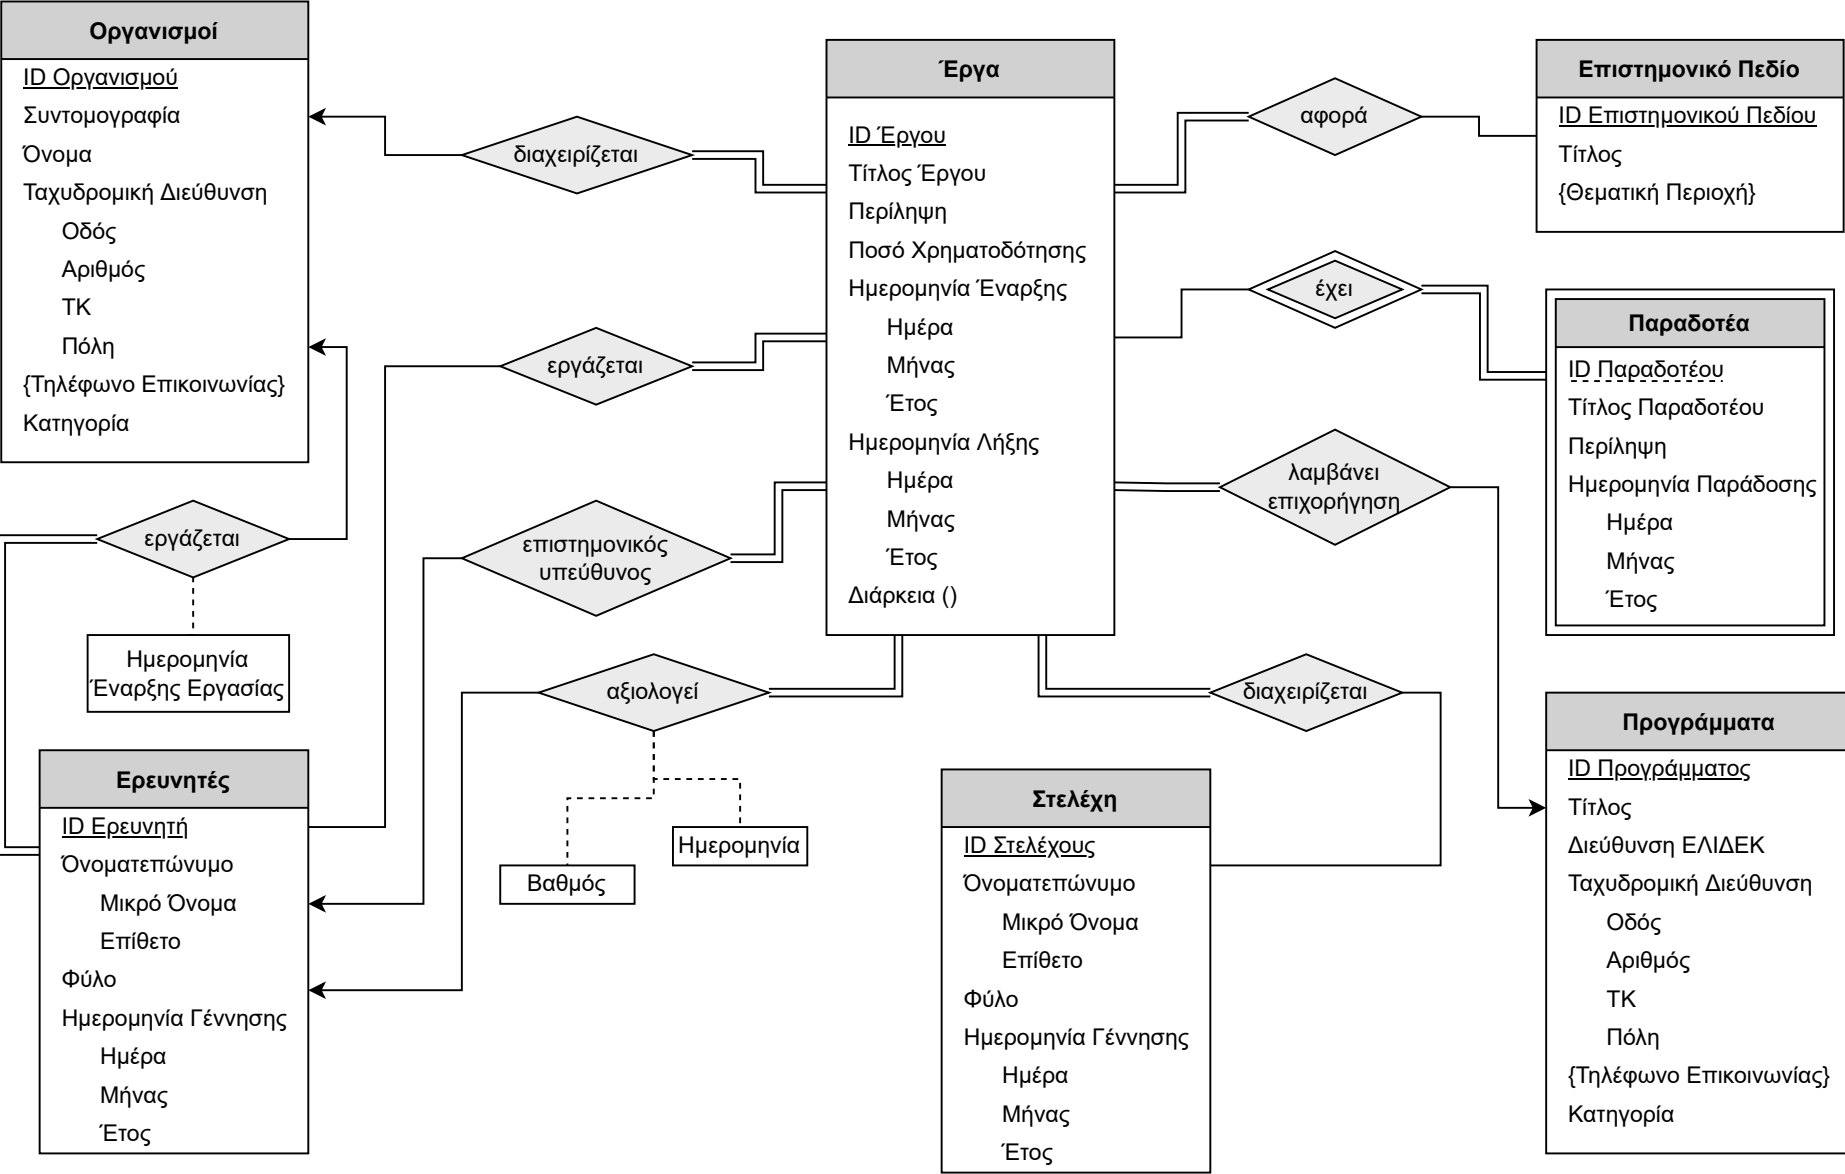 Οργανισμοί
ID Οργανισμού
Συντομογραφία
Όνομα
Ταχυδρομική Διεύθυνση
Οδός
Αριθμός
ΤΚ
Πόλη
{Τηλέφωνο Επικοινωνίας}
Κατηγορία
διαχειρίζεται
εργάζεται
εργάζεται
Ημερομηνία
Έναρξης Εργασίας
επιστημονικός
υπεύθυνος
αξιολογεί
Βαθμός
Ημερομηνία
Ερευνητές
ID Ερευνητή
Όνοματεπώνυμο
Μικρό Όνομα
Επίθετο
Φύλο
Ημερομηνία Γέννησης
Ημέρα
Μήνας
Έτος
Έργα
ID Έργου
Τίτλος Έργου
Περίληψη
Ποσό Χρηματοδότησης
Ημερομηνία Έναρξης
Ημέρα
Μήνας
Έτος
Ημερομηνία Λήξης
Ημέρα
Μήνας
Έτος
Διάρκεια ()
διαχειρίζεται
Στελέχη
ID Στελέχους
Όνοματεπώνυμο
Μικρό Όνομα
Επίθετο
Φύλο
Ημερομηνία Γέννησης
Ημέρα
Μήνας
Έτος
αφορά
Επιστημονικό Πεδίο
ID Επιστημονικού Πεδίου
Τίτλος
{Θεματική Περιοχή}
έχει
Παραδοτέα
ID Παραδοτέου
Τίτλος Παραδοτέου
Περίληψη
Ημερομηνία Παράδοσης
Ημέρα
Μήνας
Έτος
λαμβάνει
επιχορήγηση
Προγράμματα
ID Προγράμματος
Τίτλος
Διεύθυνση ΕΛΙΔΕΚ
Ταχυδρομική Διεύθυνση
Οδός
Αριθμός
ΤΚ
Πόλη
{Τηλέφωνο Επικοινωνίας}
Κατηγορία